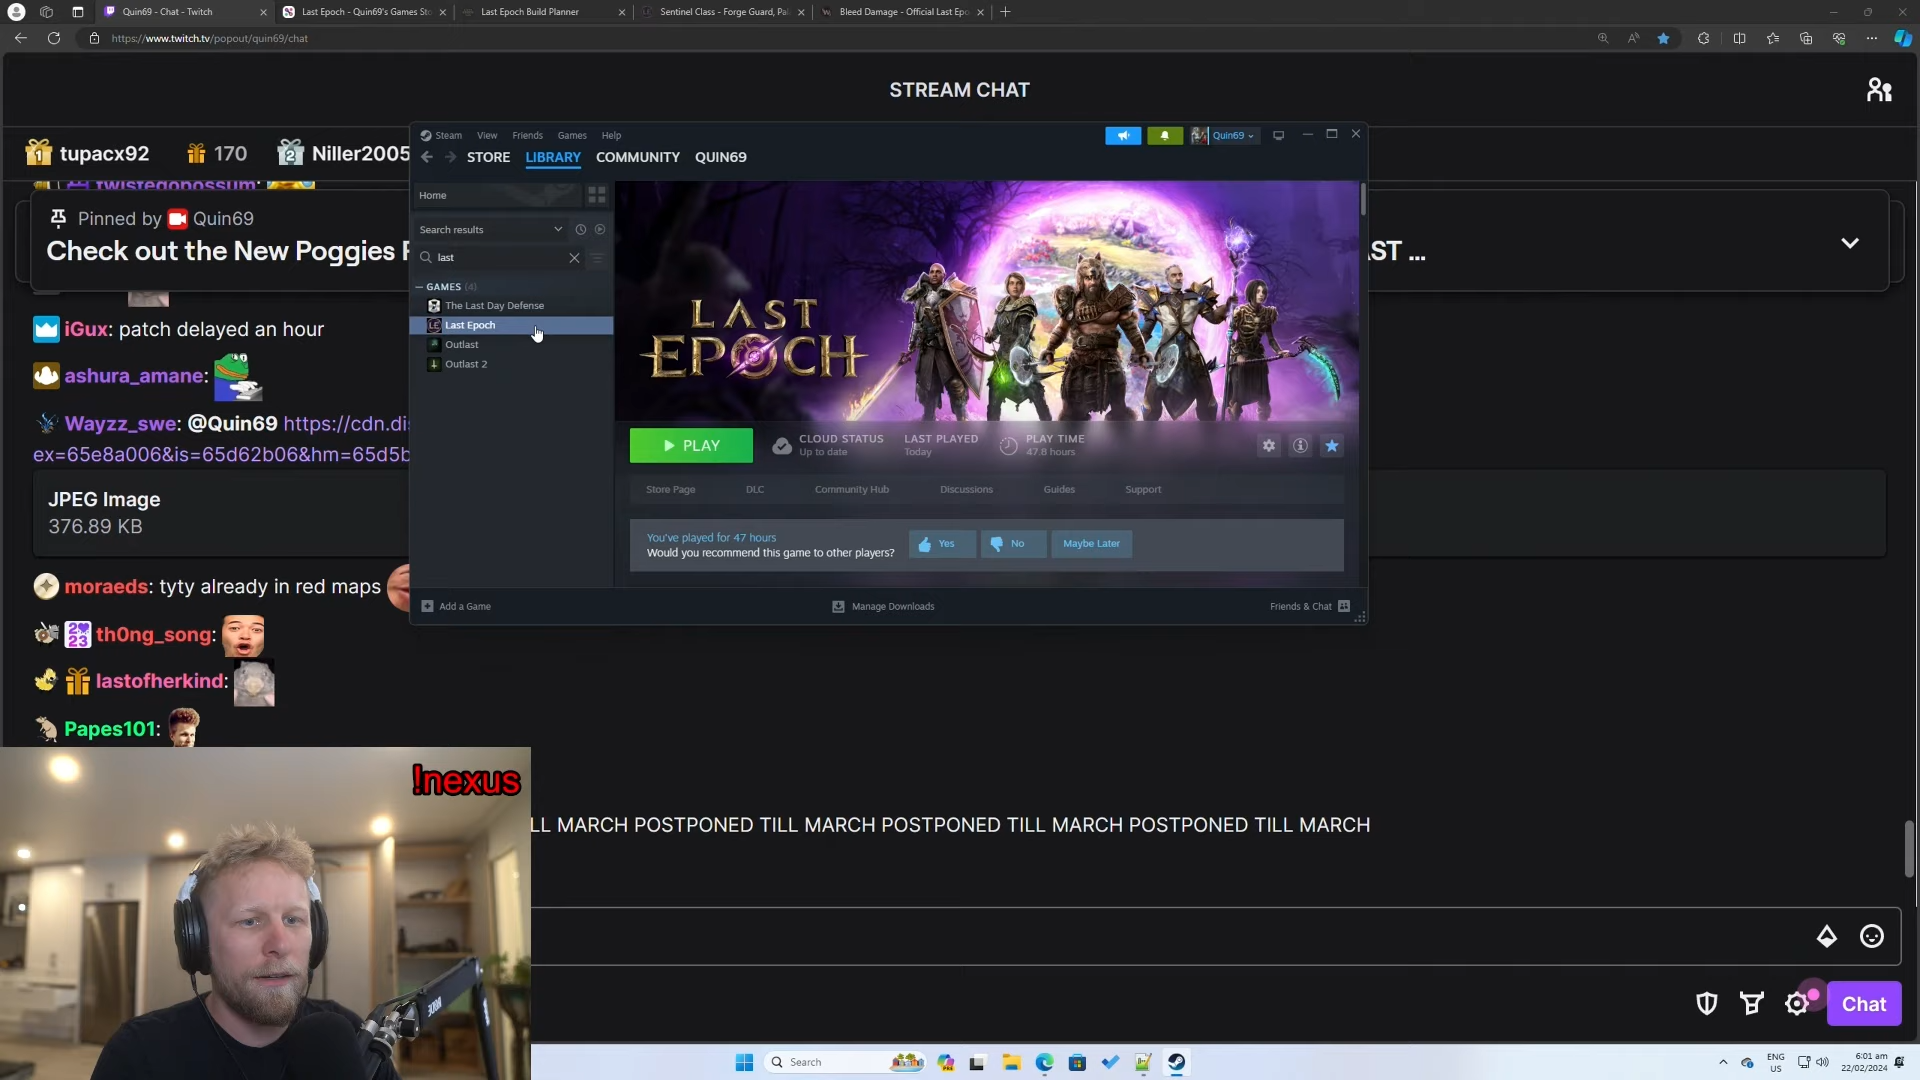 Quin69 - Chat - Twitch
Last Epoch - Quin69's Games Sto
Last Epoch Build Planner
Sentinel Class - Forge Guard, Pal
Bleed Damage - Official Last Epo
https://www.twitch.tv/popout/quin69/chat
STREAM CHAT
1 tupacx92
170
2 Niller2005
twistedopossum:
Pinned by Quin69
Check out the New Poggies
AST ...
iGux: patch delayed an hour
ashura_amane:
Wayzz_swe: @Quin69 https://cdn.di
ex=65e8a006&is=65d62b06&hm=65d5b
JPEG Image
376.89 KB
moraeds: tyty already in red maps
2023 th0ng_song:
lastofherkind:
Papes101:
Steam View Friends Games Help
Quin69
STORE LIBRARY COMMUNITY QUIN69
Home
Search results
last
GAMES (4)
The Last Day Defense
Last Epoch
Outlast
Outlast 2
LAST
EPOCH
PLAY
CLOUD STATUS
Up to date
LAST PLAYED
Today
PLAY TIME
47.8 hours
Store Page DLC Community Hub Discussions Guides Support
You've played for 47 hours
Would you recommend this game to other players?
Yes
No
Maybe Later
Add a Game
Manage Downloads
Friends & Chat
!nexus
LL MARCH POSTPONED TILL MARCH POSTPONED TILL MARCH POSTPONED TILL MARCH
Chat
Search
ENG
US
6:01 am
22/02/2024